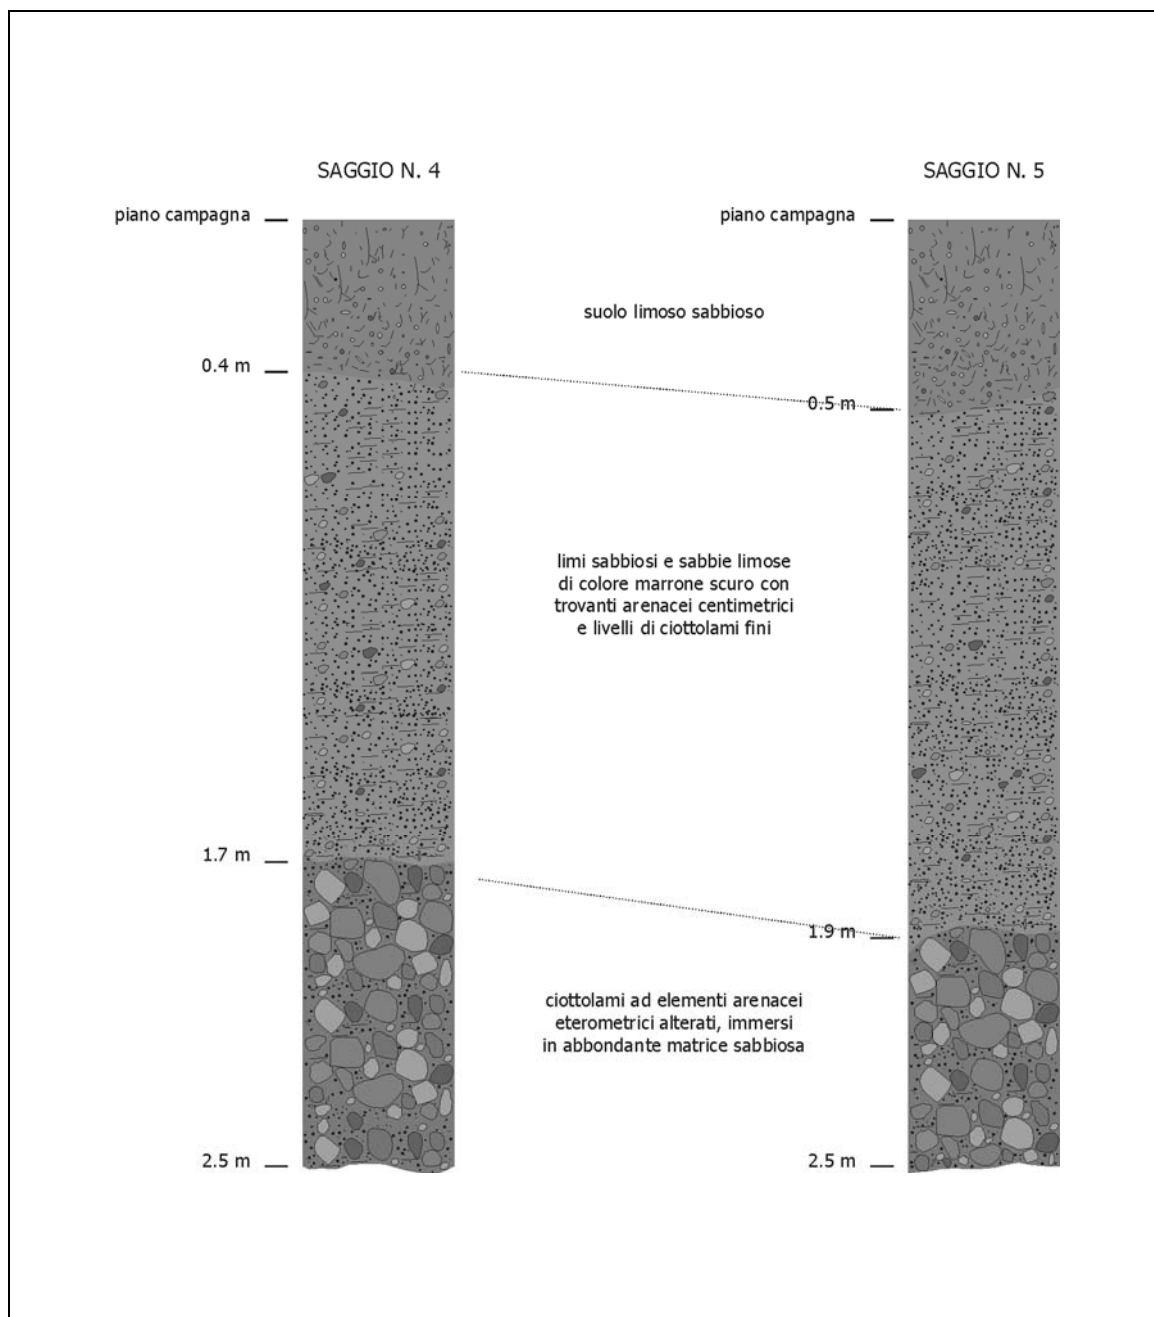 SAGGIO N. 4
SAGGIO N. 5
piano campagna
piano campagna
suolo limoso sabbioso
0.4 m
0.5 m
limi sabbiosi e sabbie limose
di colore marrone scuro con
trovanti arenacei centimetrici
e livelli di ciottolami fini
1.7 m
1.9 m
ciottolami ad elementi arenacei
eterometrici alterati, immersi
in abbondante matrice sabbiosa
2.5 m
2.5 m